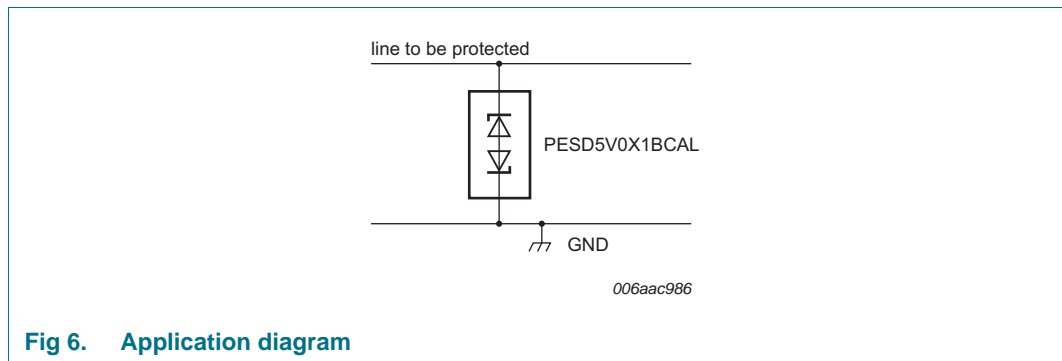 line to be protected
PESD5V0X1BCAL
GND
006aac986
Fig 6. Application diagram